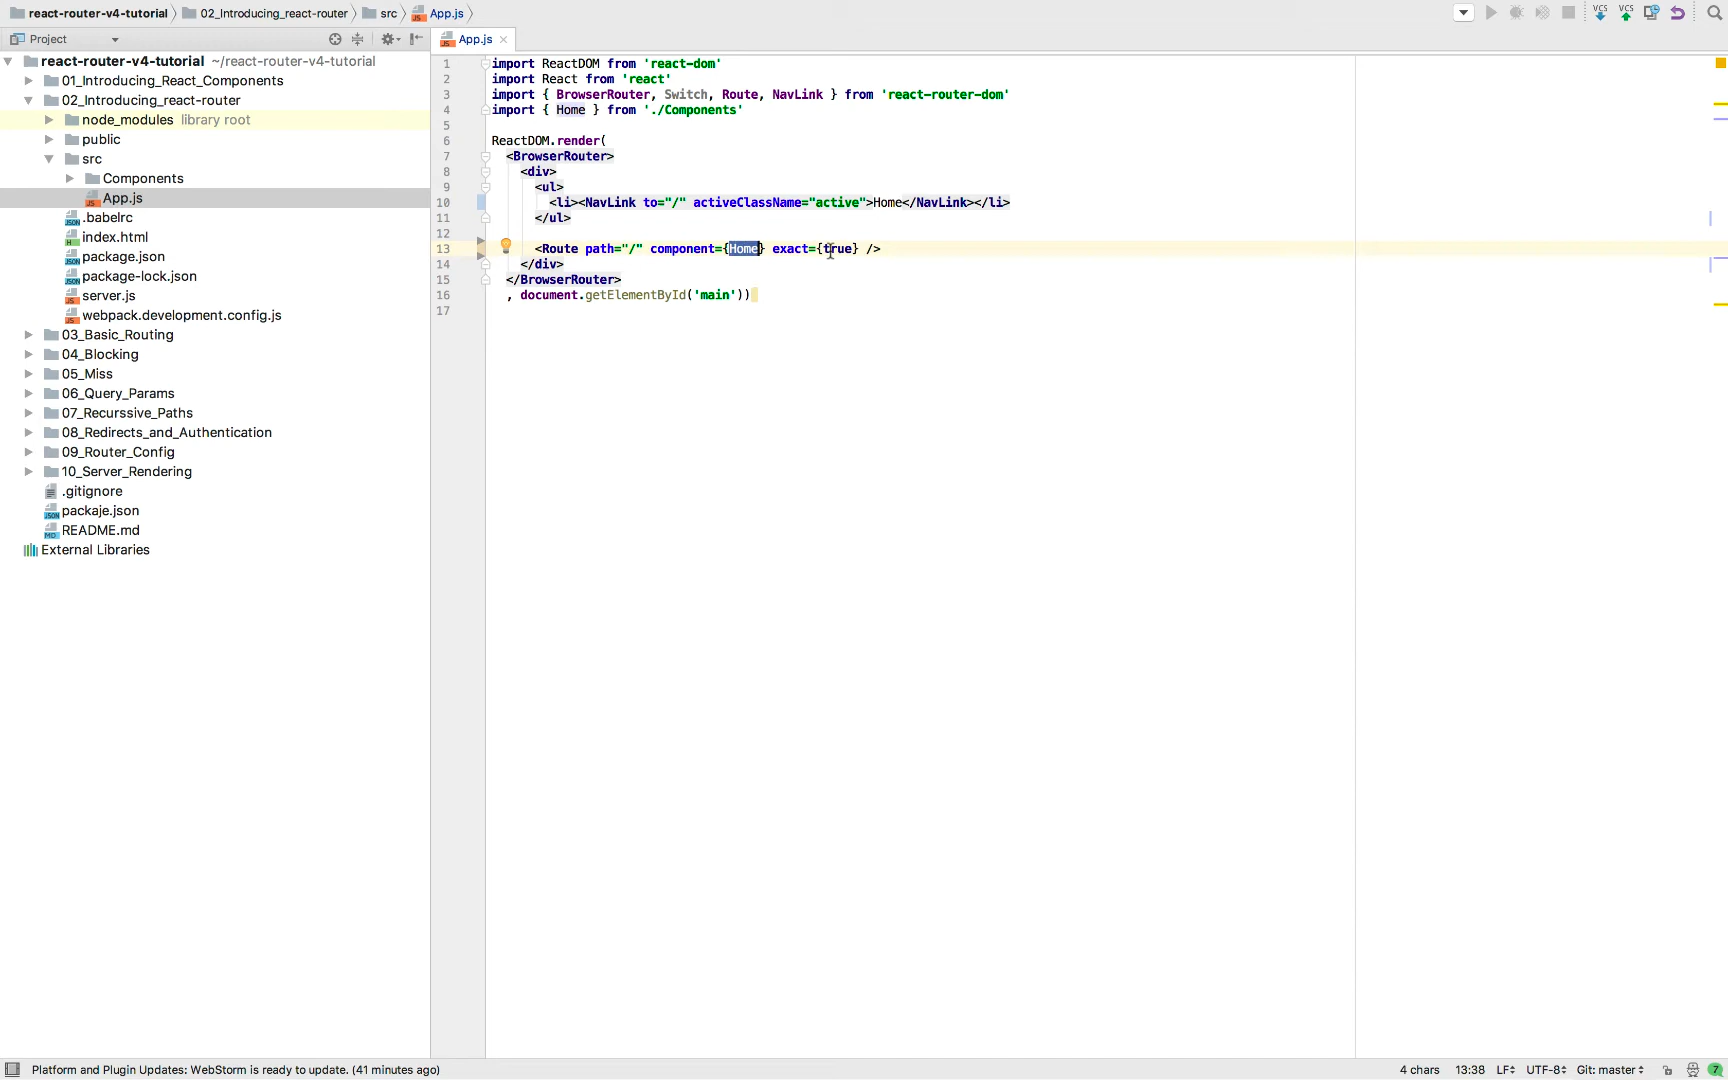 react-router-v4-tutorial 02_Introducing_react-router src App.js
VCS VCS
Project
App.js
react-router-v4-tutorial ~/react-router-v4-tutorial
01_Introducing_React_Components
02_Introducing_react-router
node_modules library root
public
src
Components
App.js
.babelrc
index.html
package.json
package-lock.json
server.js
webpack.development.config.js
03_Basic_Routing
04_Blocking
05_Miss
06_Query_Params
07_Recurssive_Paths
08_Redirects_and_Authentication
09_Router_Config
10_Server_Rendering
.gitignore
packaje.json
README.md
External Libraries
1 import ReactDOM from 'react-dom'
2 import React from 'react'
3 import { BrowserRouter, Switch, Route, NavLink } from 'react-router-dom'
4 import { Home } from './Components'
5
6 ReactDOM.render(
7 <BrowserRouter>
8 <div>
9 <ul>
10 <li><NavLink to="/" activeClassName="active">Home</NavLink></li>
11 </ul>
12
13 <Route path="/" component={Home} exact={true} />
14 </div>
15 </BrowserRouter>
16 , document.getElementById('main'))
17
Platform and Plugin Updates: WebStorm is ready to update. (41 minutes ago)
4 chars 13:38 LF UTF-8 Git: master 7